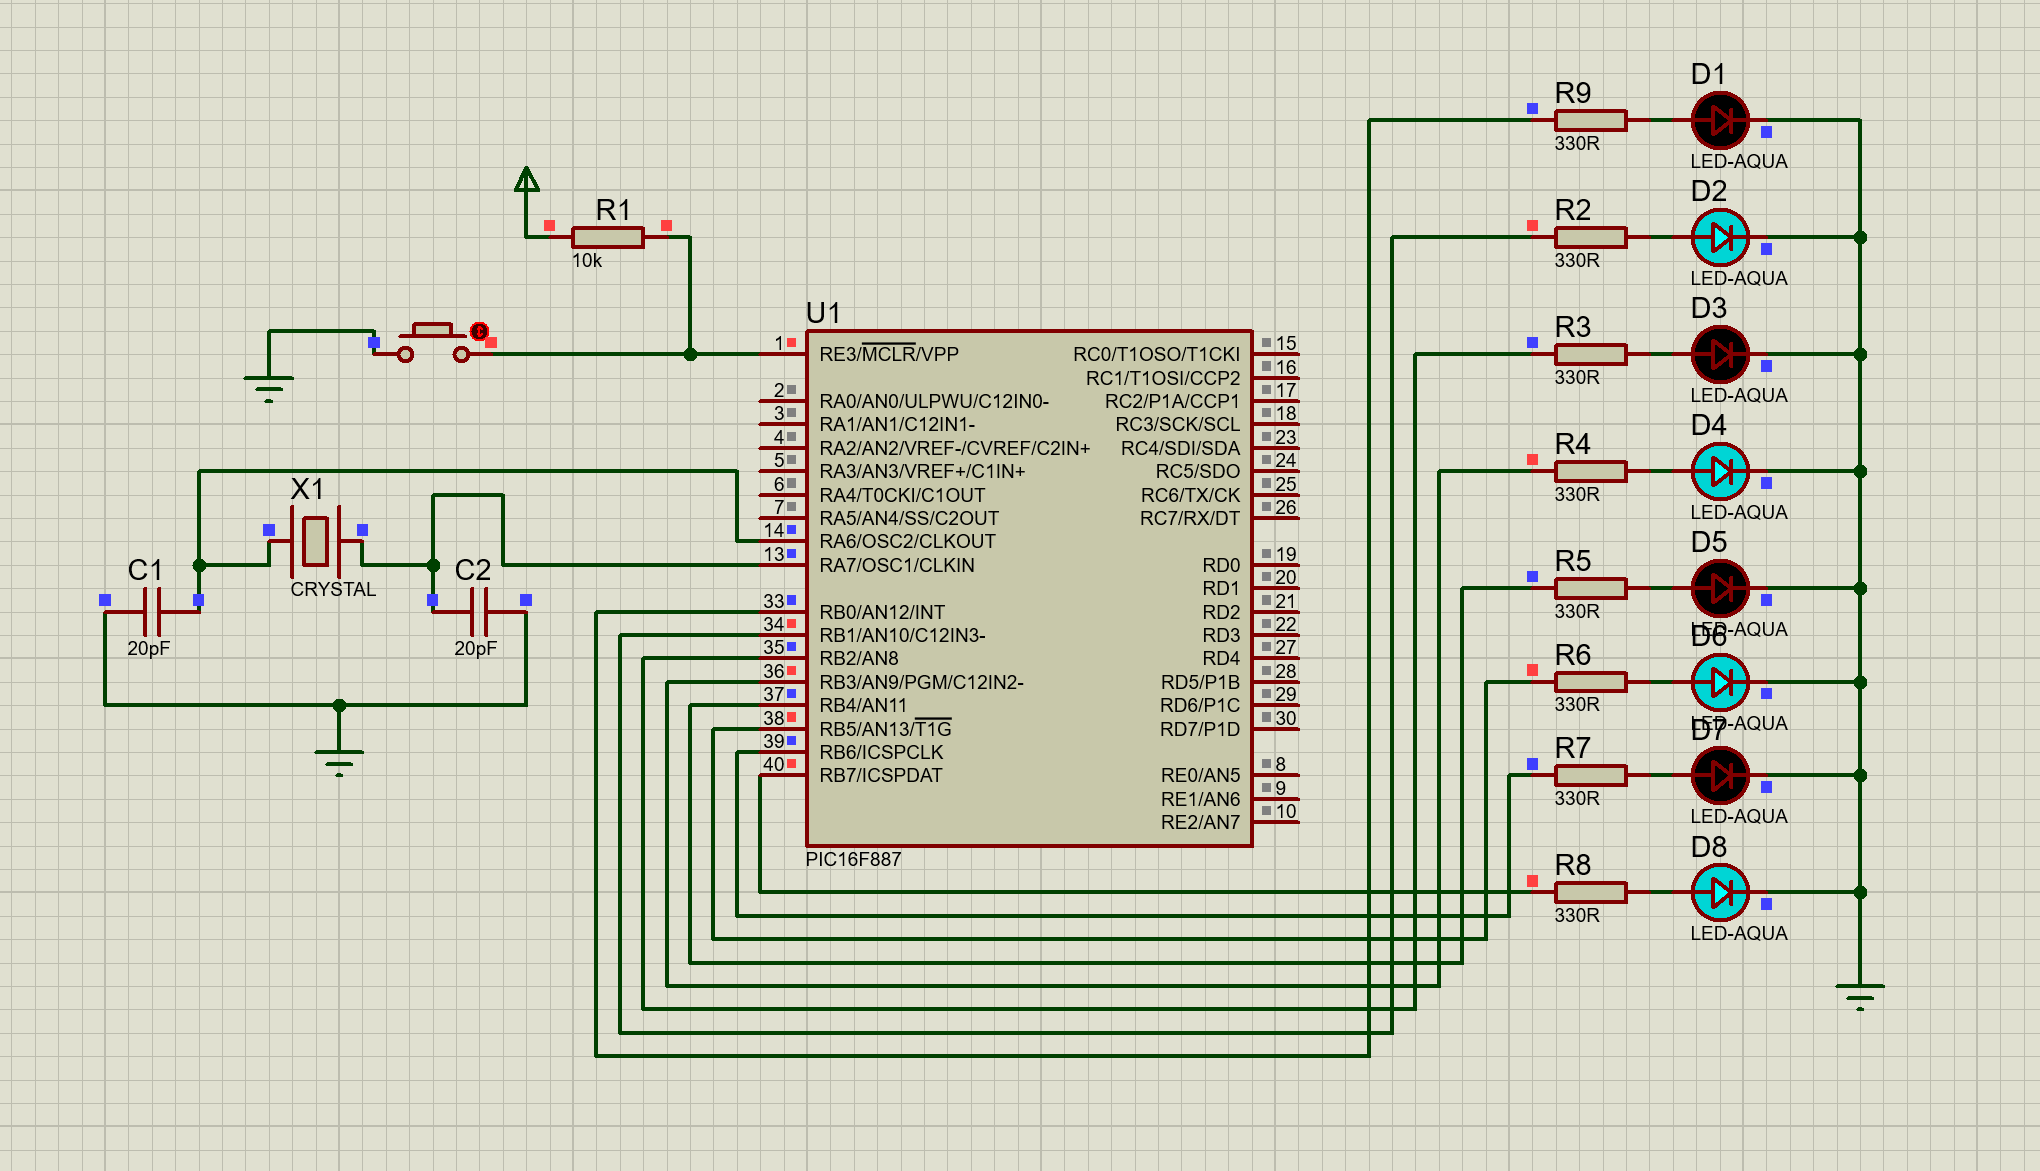 D1
R9
330R
LED-AQUA
D2
R2
330R
LED-AQUA
D3
R3
330R
LED-AQUA
D4
R4
330R
LED-AQUA
D5
R5
330R
LED-AQUA
D6
R6
330R
LED-AQUA
D7
R7
330R
LED-AQUA
D8
R8
330R
LED-AQUA
R1
10k
X1
CRYSTAL
C1
20pF
C2
20pF
U1
1 RE3/MCLR/VPP
2 RA0/AN0/ULPWU/C12IN0-
3 RA1/AN1/C12IN1-
4 RA2/AN2/VREF-/CVREF/C2IN+
5 RA3/AN3/VREF+/C1IN+
6 RA4/T0CKI/C1OUT
7 RA5/AN4/SS/C2OUT
14 RA6/OSC2/CLKOUT
13 RA7/OSC1/CLKIN
33 RB0/AN12/INT
34 RB1/AN10/C12IN3-
35 RB2/AN8
36 RB3/AN9/PGM/C12IN2-
37 RB4/AN11
38 RB5/AN13/T1G
39 RB6/ICSPCLK
40 RB7/ICSPDAT
RC0/T1OSO/T1CKI 15
RC1/T1OSI/CCP2 16
RC2/P1A/CCP1 17
RC3/SCK/SCL 18
RC4/SDI/SDA 23
RC5/SDO 24
RC6/TX/CK 25
RC7/RX/DT 26
RD0 19
RD1 20
RD2 21
RD3 22
RD4 27
RD5/P1B 28
RD6/P1C 29
RD7/P1D 30
RE0/AN5 8
RE1/AN6 9
RE2/AN7 10
PIC16F887